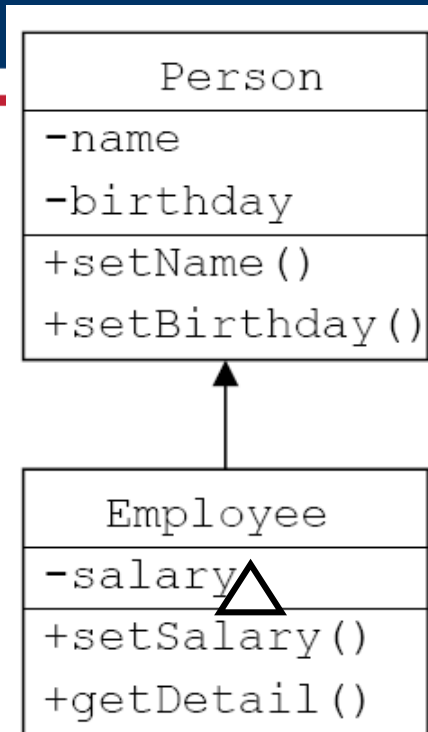 Person
-name
-birthday
+setName()
+setBirthday()
Employee
-salary
+setSalary()
+getDetail()